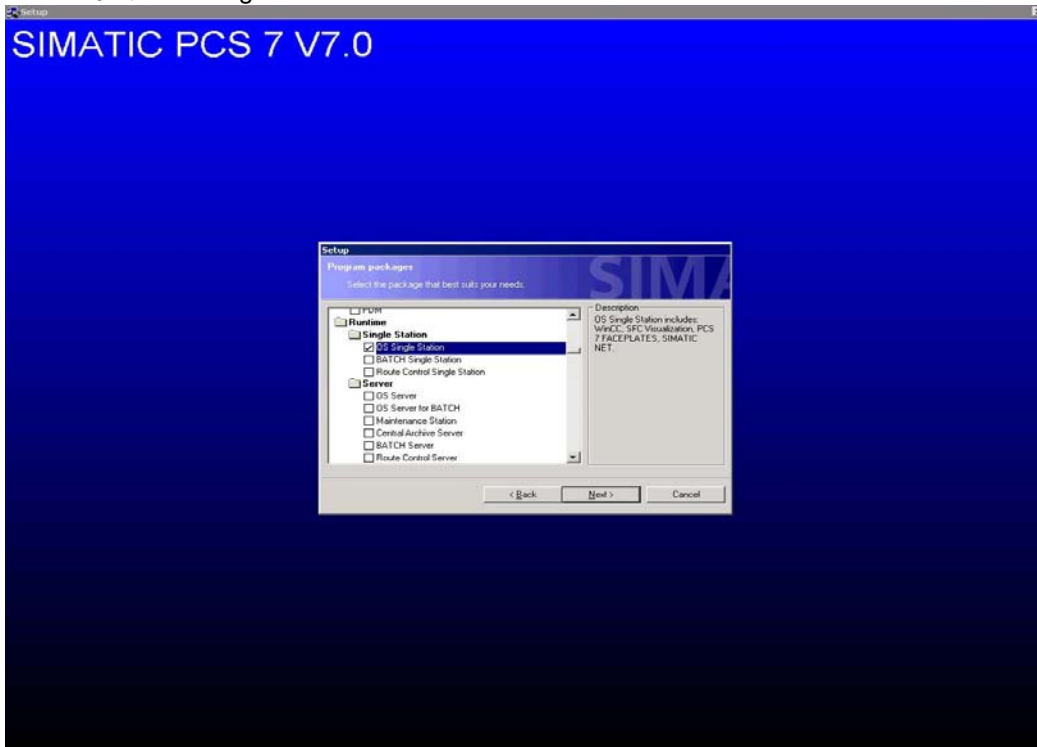 Setup
SIMATIC PCS 7 V7.0
Setup
Program packages
Select the package that best suits your needs.
SIMA
PDM
Runtime
Single Station
OS Single Station
BATCH Single Station
Route Control Single Station
Server
OS Server
OS Server for BATCH
Maintenance Station
Central Archive Server
BATCH Server
Route Control Server
Description
OS Single Station includes:
WinCC, SFC Visualization, PCS
7 FACEPLATES, SIMATIC
NET.
< Back
Next >
Cancel